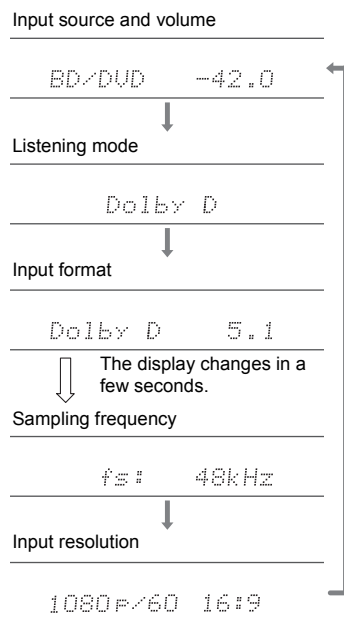 Input source and volume
BD/DVD -42.0
Listening mode
Dolby D
Input format
Dolby D 5.1
The display changes in a
few seconds.
Sampling frequency
fs: 48kHz
Input resolution
1080p/60 16:9